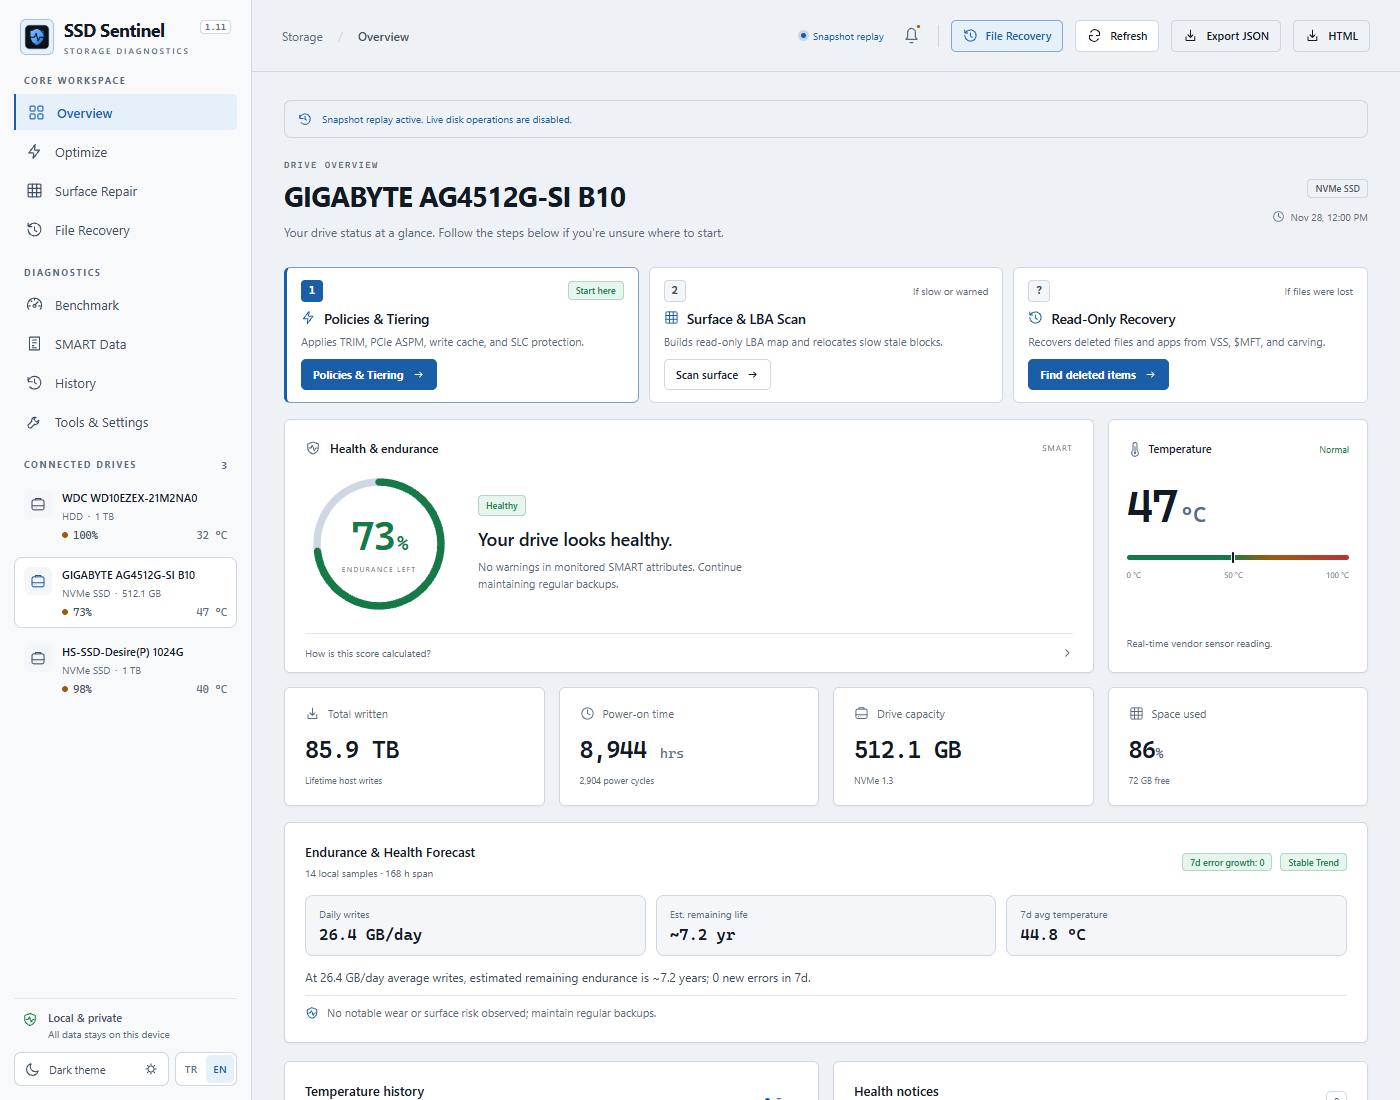 SSD Sentinel
1.11
STORAGE DIAGNOSTICS
CORE WORKSPACE
Overview
Optimize
Surface Repair
File Recovery
DIAGNOSTICS
Benchmark
SMART Data
History
Tools & Settings
CONNECTED DRIVES 3
WDC WD10EZEX-21M2NA0
HDD · 1 TB
100% 32 °C
GIGABYTE AG4512G-SI B10
NVMe SSD · 512.1 GB
73% 47 °C
HS-SSD-Desire(P) 1024G
NVMe SSD · 1 TB
98% 40 °C
Local & private
All data stays on this device
Dark theme
TR EN
Storage / Overview
Snapshot replay
File Recovery
Refresh
Export JSON
HTML
Snapshot replay active. Live disk operations are disabled.
DRIVE OVERVIEW
GIGABYTE AG4512G-SI B10
Your drive status at a glance. Follow the steps below if you're unsure where to start.
NVMe SSD
Nov 28, 12:00 PM
1 Start here
Policies & Tiering
Applies TRIM, PCIe ASPM, write cache, and SLC protection.
Policies & Tiering →
2 If slow or warned
Surface & LBA Scan
Builds read-only LBA map and relocates slow stale blocks.
Scan surface →
? If files were lost
Read-Only Recovery
Recovers deleted files and apps from VSS, $MFT, and carving.
Find deleted items →
Health & endurance SMART
73%
ENDURANCE LEFT
Healthy
Your drive looks healthy.
No warnings in monitored SMART attributes. Continue
maintaining regular backups.
How is this score calculated?
Temperature Normal
47 °C
0 °C 50 °C 100 °C
Real-time vendor sensor reading.
Total written
85.9 TB
Lifetime host writes
Power-on time
8,944 hrs
2,904 power cycles
Drive capacity
512.1 GB
NVMe 1.3
Space used
86%
72 GB free
Endurance & Health Forecast
14 local samples · 168 h span
7d error growth: 0
Stable Trend
Daily writes
26.4 GB/day
Est. remaining life
~7.2 yr
7d avg temperature
44.8 °C
At 26.4 GB/day average writes, estimated remaining endurance is ~7.2 years; 0 new errors in 7d.
No notable wear or surface risk observed; maintain regular backups.
Temperature history
Health notices